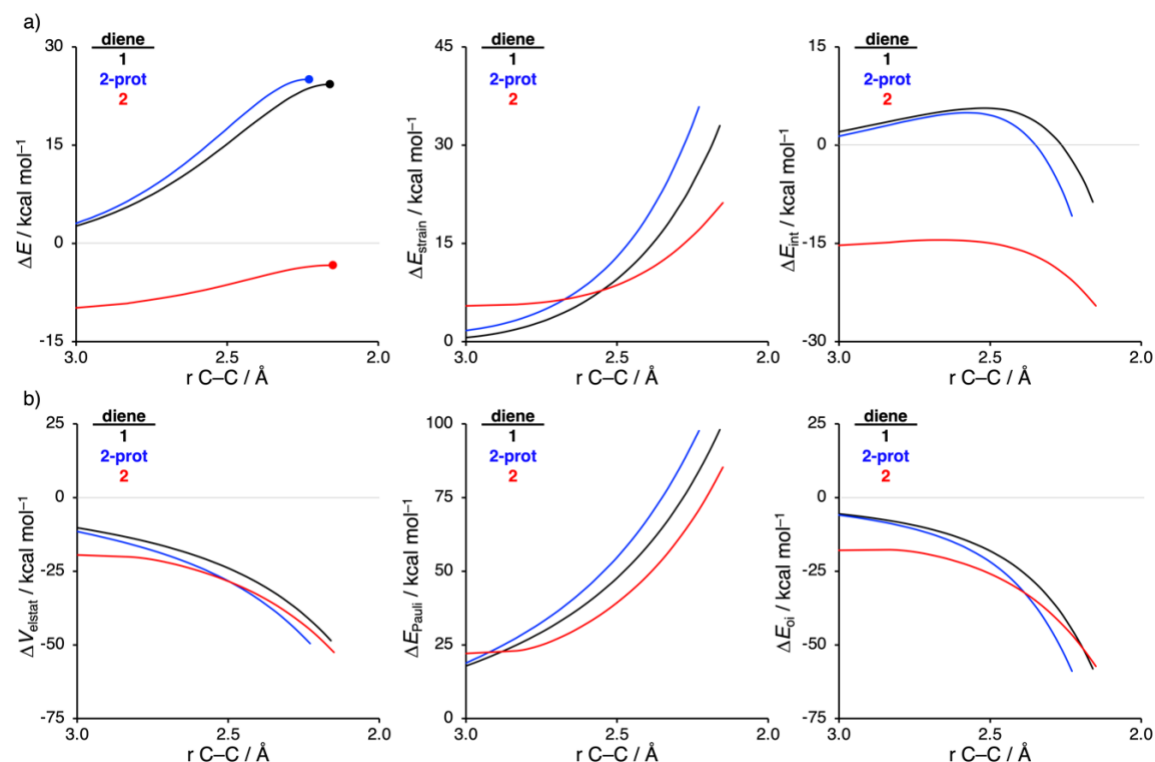 a)
diene
1
2-prot
2
30
15
0
-15
ΔE / kcal mol⁻¹
3.0 2.5 2.0
r C–C / Å
diene
1
2-prot
2
45
30
15
0
ΔEstrain / kcal mol⁻¹
3.0 2.5 2.0
r C–C / Å
diene
1
2-prot
2
15
0
-15
-30
ΔEint / kcal mol⁻¹
3.0 2.5 2.0
r C–C / Å
b)
diene
1
2-prot
2
25
0
-25
-50
-75
ΔVelstat / kcal mol⁻¹
3.0 2.5 2.0
r C–C / Å
diene
1
2-prot
2
100
75
50
25
0
ΔEPauli / kcal mol⁻¹
3.0 2.5 2.0
r C–C / Å
diene
1
2-prot
2
25
0
-25
-50
-75
ΔEoi / kcal mol⁻¹
3.0 2.5 2.0
r C–C / Å